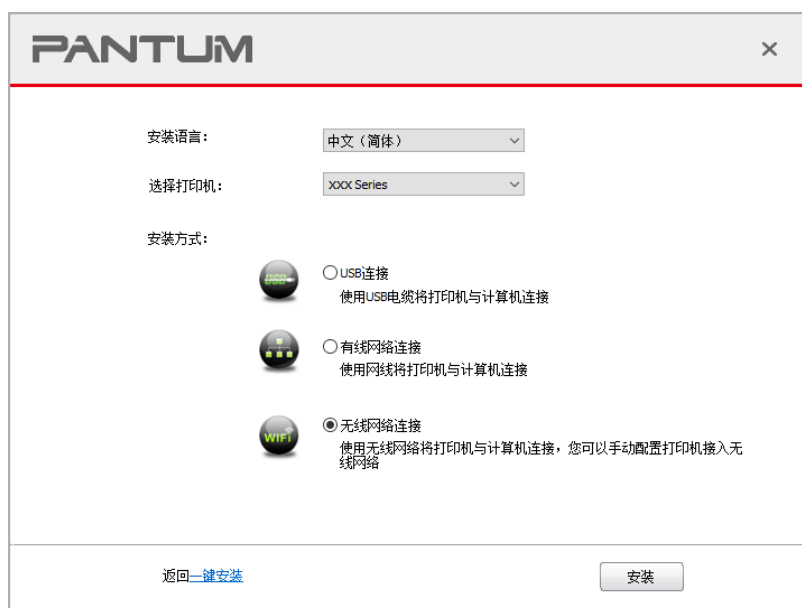 PANTUM
安装语言：
中文（简体）
选择打印机：
XXX Series
安装方式：
USB
USB连接
使用USB电缆将打印机与计算机连接
有线网络连接
使用网线将打印机与计算机连接
WiFi
无线网络连接
使用无线网络将打印机与计算机连接，您可以手动配置打印机接入无
线网络
返回一键安装
安装